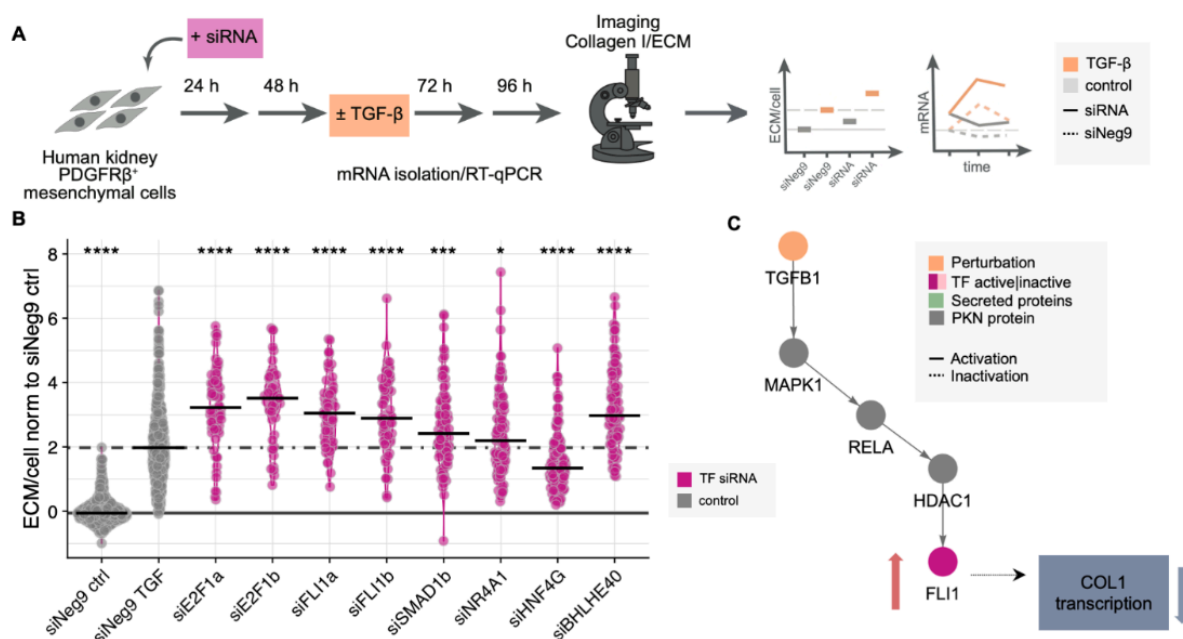 A
+ siRNA
24 h
48 h
± TGF-β
72 h
96 h
Imaging
Collagen I/ECM
Human kidney
PDGFRβ⁺
mesenchymal cells
mRNA isolation/RT-qPCR
ECM/cell
siNeg9
siNeg9
siRNA
siRNA
mRNA
time
TGF-β
control
siRNA
siNeg9
B
ECM/cell norm to siNeg9 ctrl
8
6
4
2
0
**** **** **** **** **** *** * **** ****
siNeg9 ctrl
siNeg9 TGF
siE2F1a
siE2F1b
siFLI1a
siFLI1b
siSMAD1b
siNR4A1
siHNF4G
siBHLHE40
TF siRNA
control
C
TGFB1
MAPK1
RELA
HDAC1
FLI1
COL1
transcription
Perturbation
TF active|inactive
Secreted proteins
PKN protein
Activation
Inactivation